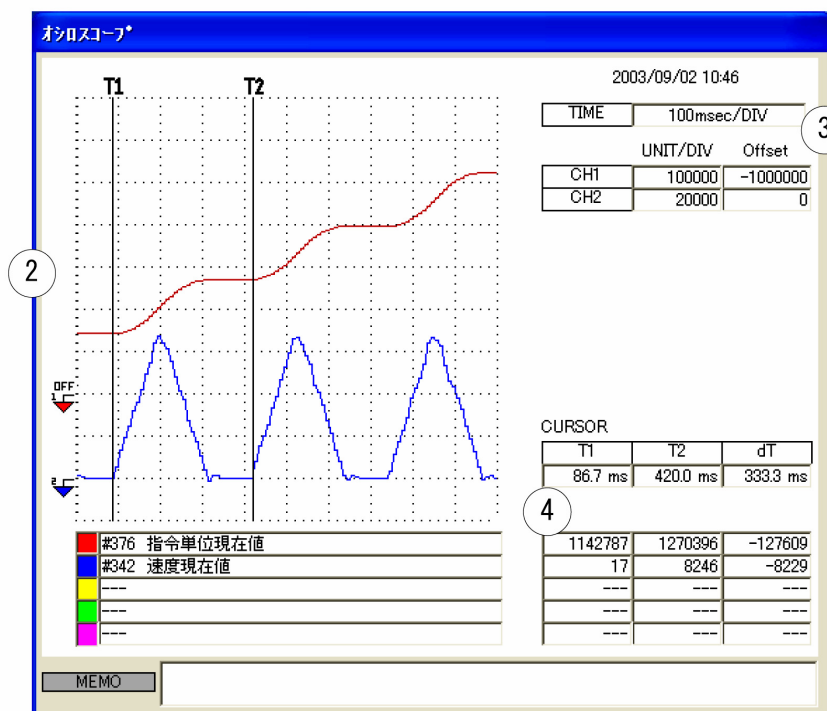 オシロスコープ
T1 T2
2003/09/02 10:46
TIME 100msec/DIV
3
UNIT/DIV Offset
CH1 100000 -1000000
CH2 20000 0
2
OFF
1
2
CURSOR
T1 T2 dT
86.7 ms 420.0 ms 333.3 ms
4
#376 指令単位現在値 1142787 1270396 -127609
#342 速度現在値 17 8246 -8229
--- --- --- ---
--- --- --- ---
--- --- --- ---
MEMO